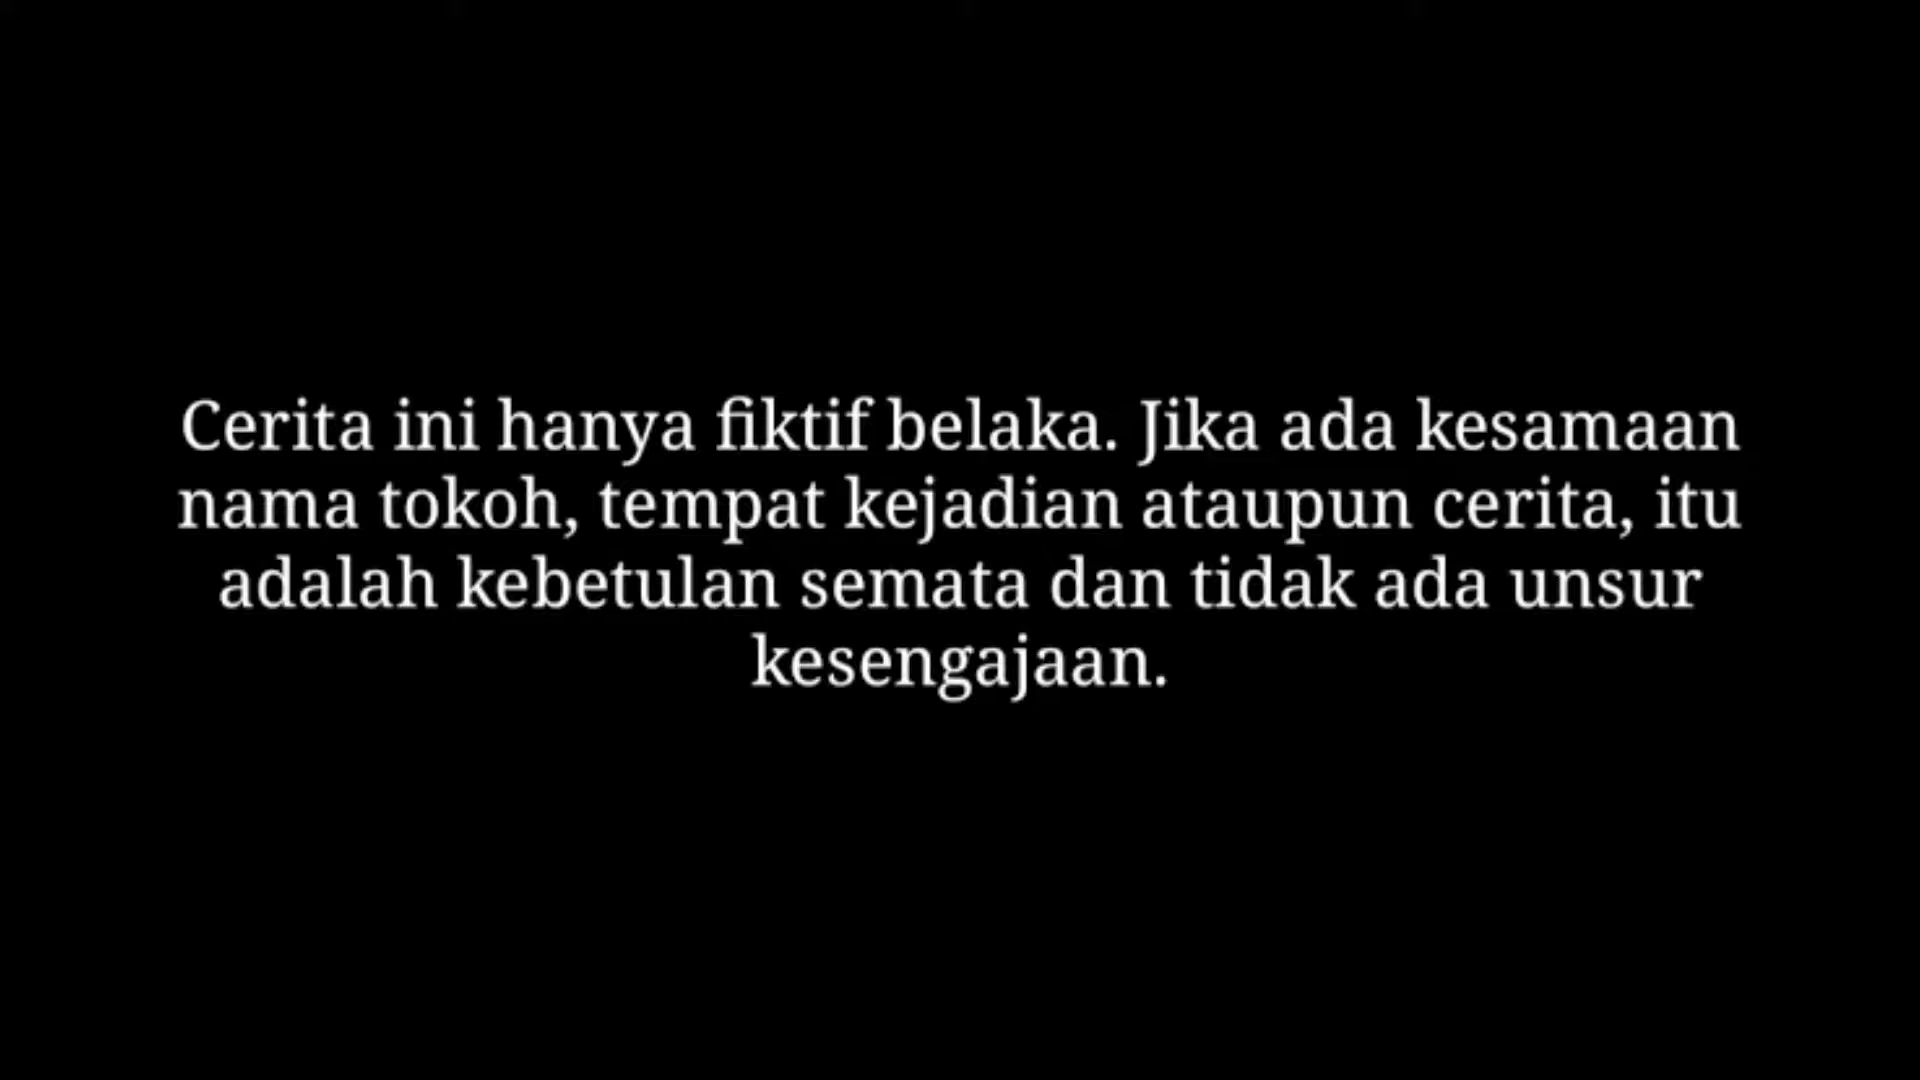 Cerita ini hanya fiktif belaka. Jika ada kesamaan
nama tokoh, tempat kejadian ataupun cerita, itu
adalah kebetulan semata dan tidak ada unsur
kesengajaan.